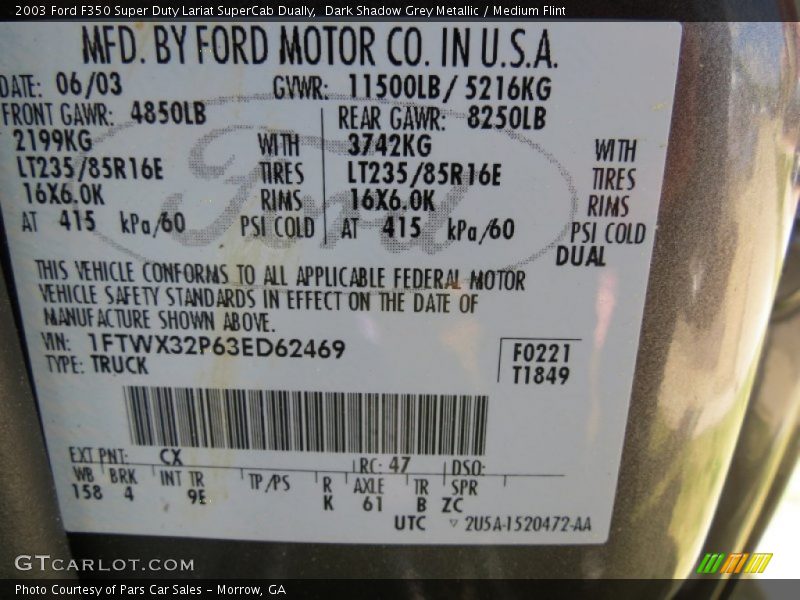 2003 Ford F350 Super Duty Lariat SuperCab Dually, Dark Shadow Grey Metallic / Medium Flint
MFD. BY FORD MOTOR CO. IN U.S.A.
DATE: 06/03 GVWR: 11500LB/ 5216KG
FRONT GAWR: 4850LB REAR GAWR: 8250LB
2199KG WITH 3742KG WITH
LT235/85R16E TIRES LT235/85R16E TIRES
16X6.0K RIMS 16X6.0K RIMS
AT 415 kPa/60 PSI COLD AT 415 kPa/60 PSI COLD
DUAL
Ford
THIS VEHICLE CONFORMS TO ALL APPLICABLE FEDERAL MOTOR
VEHICLE SAFETY STANDARDS IN EFFECT ON THE DATE OF
MANUFACTURE SHOWN ABOVE.
VIN: 1FTWX32P63ED62469 F0221
TYPE: TRUCK T1849
EXT PNT: CX RC: 47 DSO:
WB BRK INT TR TP/PS R AXLE TR SPR
158 4 9E K 61 B ZC
UTC ▽ 2U5A-1520472-AA
GTCARLOT.COM
Photo Courtesy of Pars Car Sales - Morrow, GA